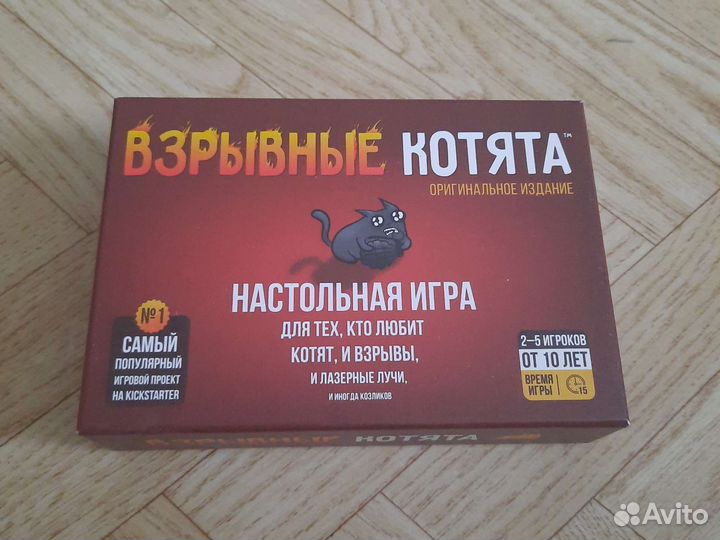 ВЗРЫВНЫЕ КОТЯТА™
ОРИГИНАЛЬНОЕ ИЗДАНИЕ
НАСТОЛЬНАЯ ИГРА
ДЛЯ ТЕХ, КТО ЛЮБИТ
КОТЯТ, И ВЗРЫВЫ,
И ЛАЗЕРНЫЕ ЛУЧИ,
И ИНОГДА КОЗЛИКОВ
№1
САМЫЙ
ПОПУЛЯРНЫЙ
ИГРОВОЙ ПРОЕКТ
НА KICKSTARTER
2–5 ИГРОКОВ
ОТ 10 ЛЕТ
ВРЕМЯ
ИГРЫ
15
ВЗРЫВНЫЕ КОТЯТА
Avito